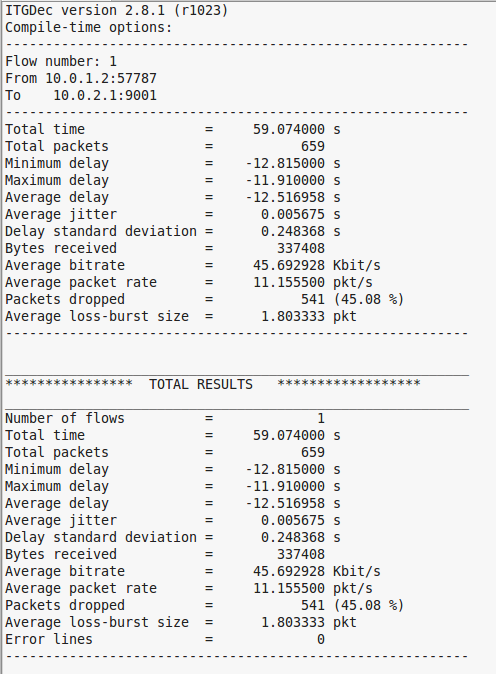 ITGDec version 2.8.1 (r1023)
Compile-time options:
----------------------------------------------------------
Flow number: 1
From 10.0.1.2:57787
To    10.0.2.1:9001
----------------------------------------------------------
Total time               =     59.074000 s
Total packets            =           659
Minimum delay            =    -12.815000 s
Maximum delay            =    -11.910000 s
Average delay            =    -12.516958 s
Average jitter           =      0.005675 s
Delay standard deviation =      0.248368 s
Bytes received           =        337408
Average bitrate          =     45.692928 Kbit/s
Average packet rate      =     11.155500 pkt/s
Packets dropped          =           541 (45.08 %)
Average loss-burst size  =      1.803333 pkt
----------------------------------------------------------
__________________________________________________________
****************  TOTAL RESULTS   ******************
__________________________________________________________
Number of flows          =             1
Total time               =     59.074000 s
Total packets            =           659
Minimum delay            =    -12.815000 s
Maximum delay            =    -11.910000 s
Average delay            =    -12.516958 s
Average jitter           =      0.005675 s
Delay standard deviation =      0.248368 s
Bytes received           =        337408
Average bitrate          =     45.692928 Kbit/s
Average packet rate      =     11.155500 pkt/s
Packets dropped          =           541 (45.08 %)
Average loss-burst size  =      1.803333 pkt
Error lines              =             0
----------------------------------------------------------